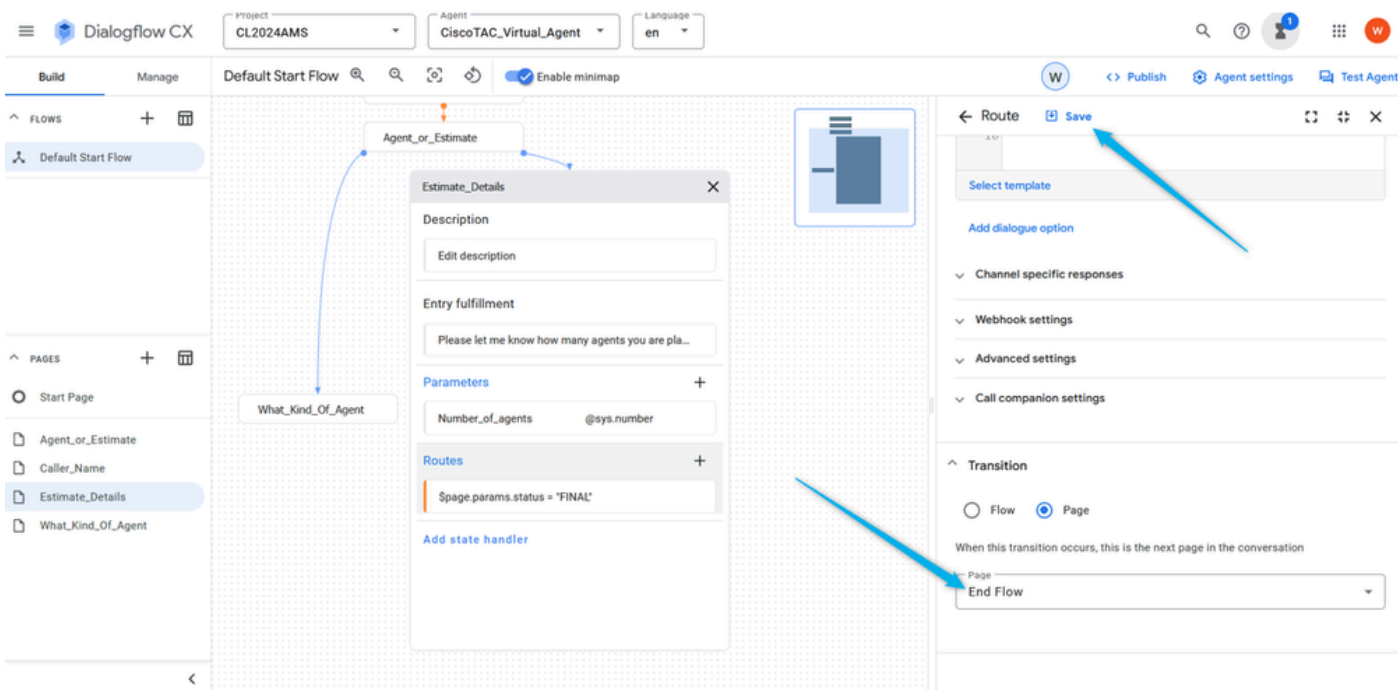 Project
Agent
Language
Dialogflow CX
CL2024AMS
CiscoTAC_Virtual_Agent
en
1
W
Build
Manage
Default Start Flow
Enable minimap
W
<> Publish
Agent settings
Test Agent
FLOWS
Default Start Flow
PAGES
Start Page
Agent_or_Estimate
Caller_Name
Estimate_Details
What_Kind_Of_Agent
Agent_or_Estimate
What_Kind_Of_Agent
Estimate_Details
Description
Edit description
Entry fulfillment
Please let me know how many agents you are pla...
Parameters
Number_of_agents @sys.number
Routes
$page.params.status = "FINAL"
Add state handler
Route
Save
Select template
Add dialogue option
Channel specific responses
Webhook settings
Advanced settings
Call companion settings
Transition
Flow
Page
When this transition occurs, this is the next page in the conversation
Page
End Flow